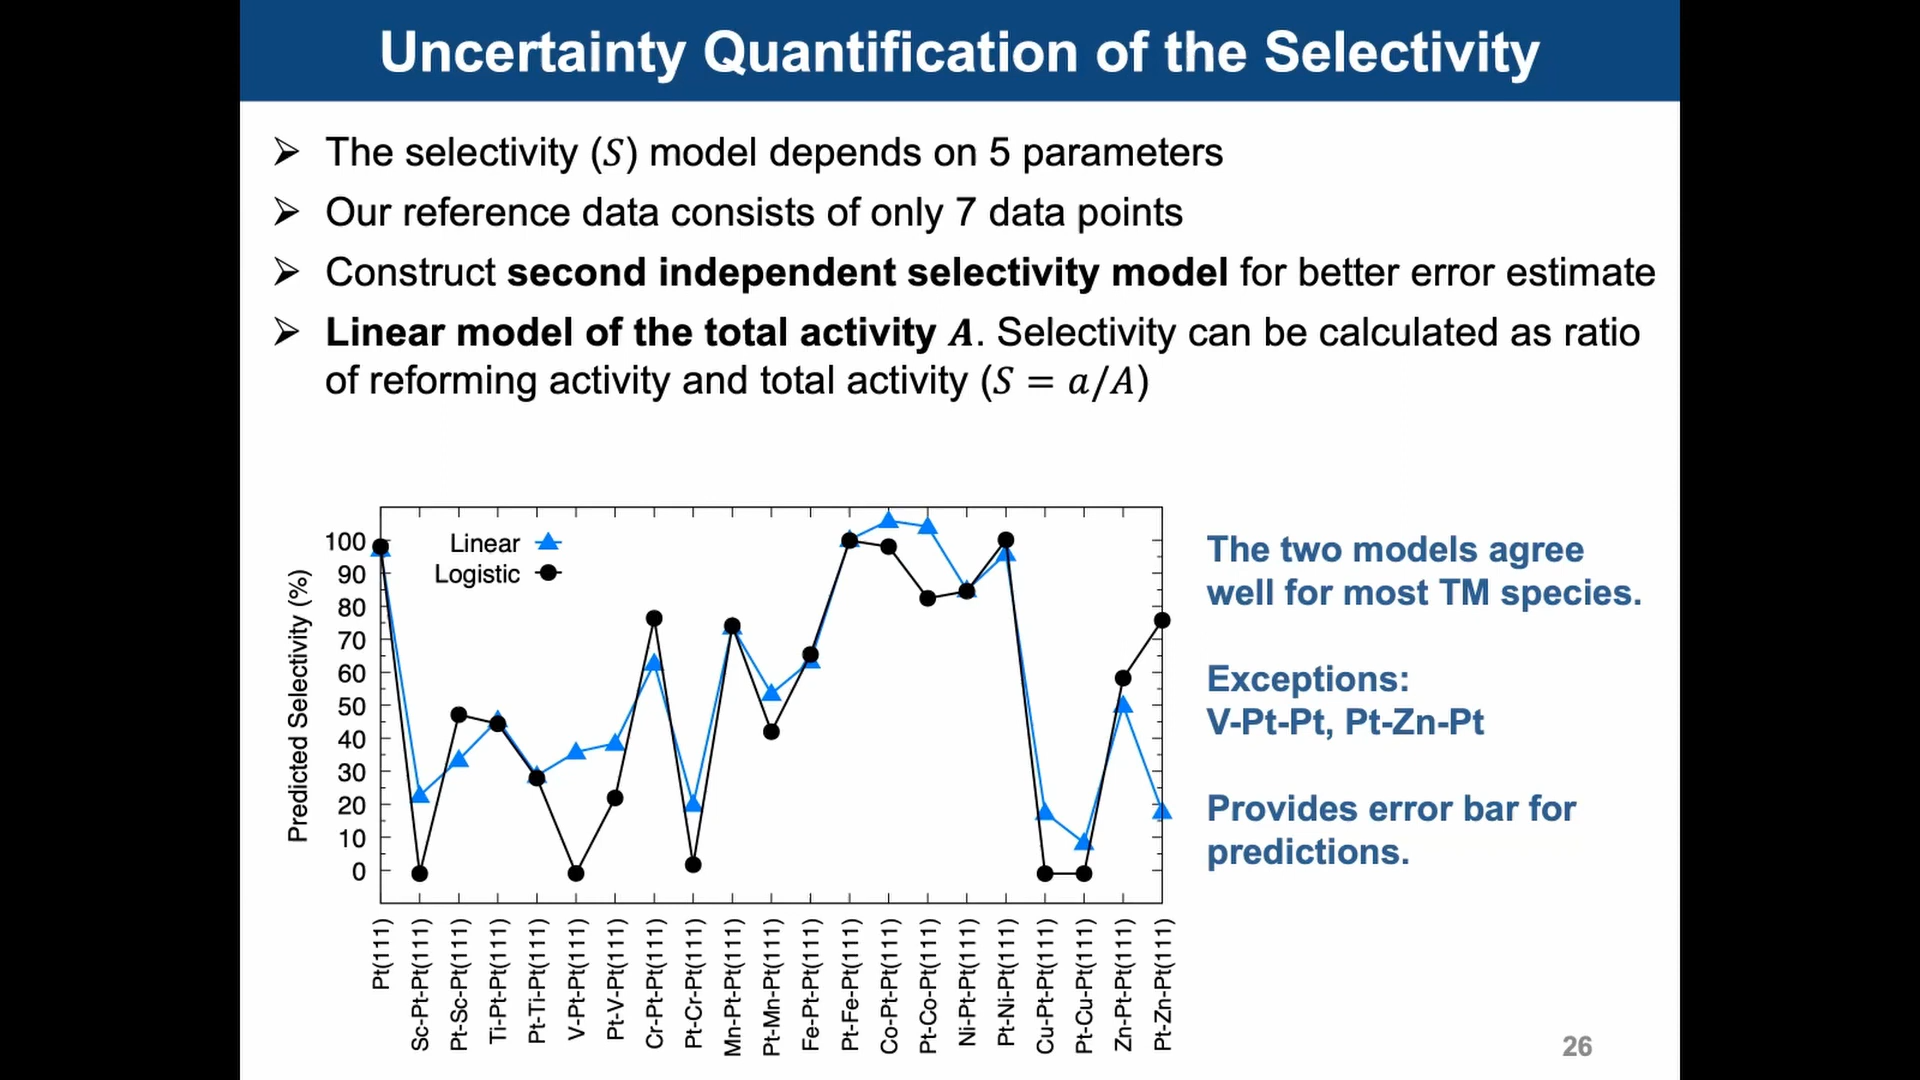 Uncertainty Quantification of the Selectivity
➢ The selectivity (S) model depends on 5 parameters
➢ Our reference data consists of only 7 data points
➢ Construct second independent selectivity model for better error estimate
➢ Linear model of the total activity A. Selectivity can be calculated as ratio
of reforming activity and total activity (S = a/A)
Predicted Selectivity (%)
100
90
80
70
60
50
40
30
20
10
0
Linear
Logistic
Pt(111)
Sc-Pt-Pt(111)
Pt-Sc-Pt(111)
Ti-Pt-Pt(111)
Pt-Ti-Pt(111)
V-Pt-Pt(111)
Pt-V-Pt(111)
Cr-Pt-Pt(111)
Pt-Cr-Pt(111)
Mn-Pt-Pt(111)
Pt-Mn-Pt(111)
Fe-Pt-Pt(111)
Pt-Fe-Pt(111)
Co-Pt-Pt(111)
Pt-Co-Pt(111)
Ni-Pt-Pt(111)
Pt-Ni-Pt(111)
Cu-Pt-Pt(111)
Pt-Cu-Pt(111)
Zn-Pt-Pt(111)
Pt-Zn-Pt(111)
The two models agree
well for most TM species.
Exceptions:
V-Pt-Pt, Pt-Zn-Pt
Provides error bar for
predictions.
26